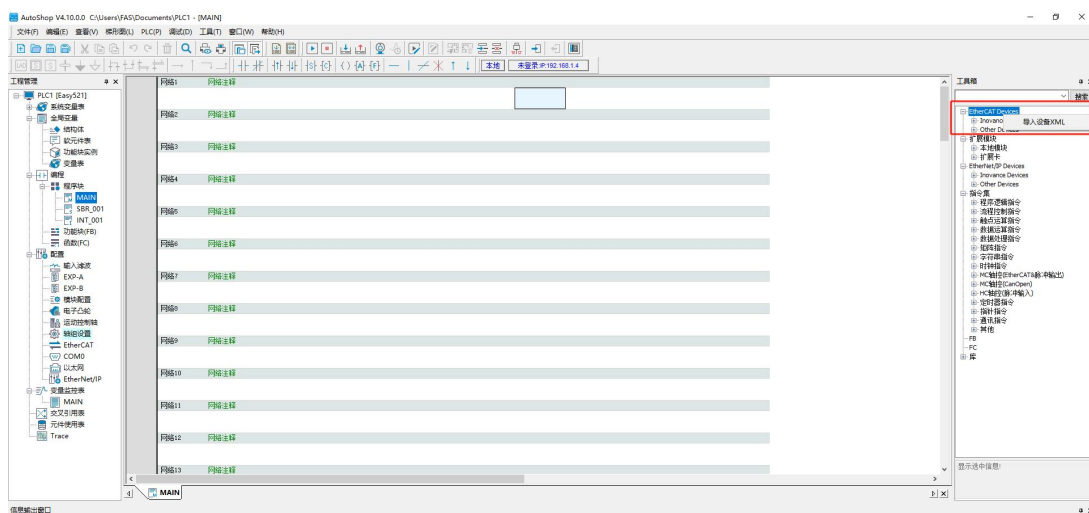 AutoShop V4.10.0.0 C:\Users\FAS\Documents\PLC1 - [MAIN]
文件(F) 编辑(E) 查看(V) 梯形图(L) PLC(P) 调试(D) 工具(T) 窗口(W) 帮助(H)
本地 未登录:IP:192.168.1.4
工程管理
PLC1 [Easy521]
系统变量表
全局变量
结构体
软元件表
功能块实例
变量表
编程
程序块
MAIN
SBR_001
INT_001
功能块(FB)
函数(FC)
配置
输入滤波
EXP-A
EXP-B
模块配置
电子凸轮
运动控制轴
轴组设置
EtherCAT
COM0
以太网
EtherNet/IP
变量监控表
MAIN
交叉引用表
元件使用表
Trace
网络1 网络注释
网络2 网络注释
网络3 网络注释
网络4 网络注释
网络5 网络注释
网络6 网络注释
网络7 网络注释
网络8 网络注释
网络9 网络注释
网络10 网络注释
网络11 网络注释
网络12 网络注释
网络13 网络注释
MAIN
工具箱
搜索
EtherCAT Devices
导入设备XML
Other
扩展模块
本地模块
扩展卡
EtherNet/IP Devices
Inovance Devices
Other Devices
指令集
程序逻辑指令
流程控制指令
触点运算指令
数据运算指令
数据处理指令
矩阵指令
字符串指令
时钟指令
MC轴控(EtherCAT&脉冲输出)
MC轴控(CanOpen)
HC轴控(脉冲输入)
定时器指令
指针指令
通讯指令
其他
FB
FC
库
显示选中信息!
信息输出窗口